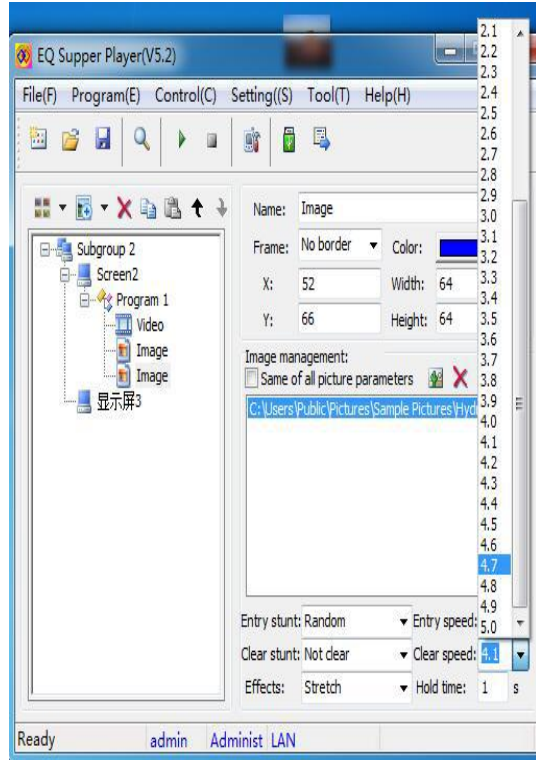 EQ Supper Player(V5.2)
File(F) Program(E) Control(C) Setting((S) Tool(T) Help(H)
Name: Image
Frame: No border Color:
X: 52 Width: 64
Y: 66 Height: 64
Subgroup 2
Screen2
Program 1
Video
Image
Image
显示屏3
Image management:
Same of all picture parameters
C:\Users\Public\Pictures\Sample Pictures\Hyd
Entry stunt: Random Entry speed:
Clear stunt: Not clear Clear speed: 4.1
Effects: Stretch Hold time: 1 s
2.1
2.2
2.3
2.4
2.5
2.6
2.7
2.8
2.9
3.0
3.1
3.2
3.3
3.4
3.5
3.6
3.7
3.8
3.9
4.0
4.1
4.2
4.3
4.4
4.5
4.6
4.7
4.8
4.9
5.0
Ready admin Administ LAN